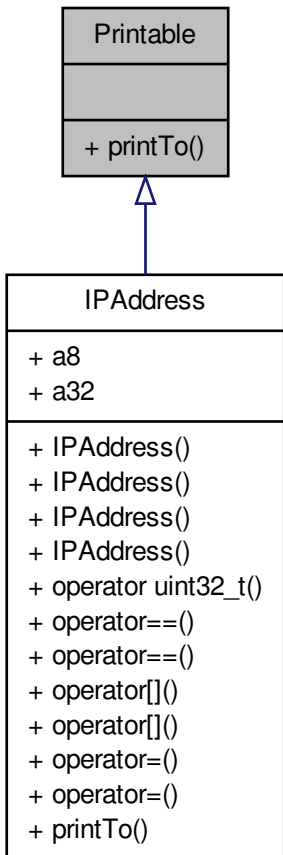 Printable
+ printTo()
IPAddress
+ a8
+ a32
+ IPAddress()
+ IPAddress()
+ IPAddress()
+ IPAddress()
+ operator uint32_t()
+ operator==()
+ operator==()
+ operator[]()
+ operator[]()
+ operator=()
+ operator=()
+ printTo()